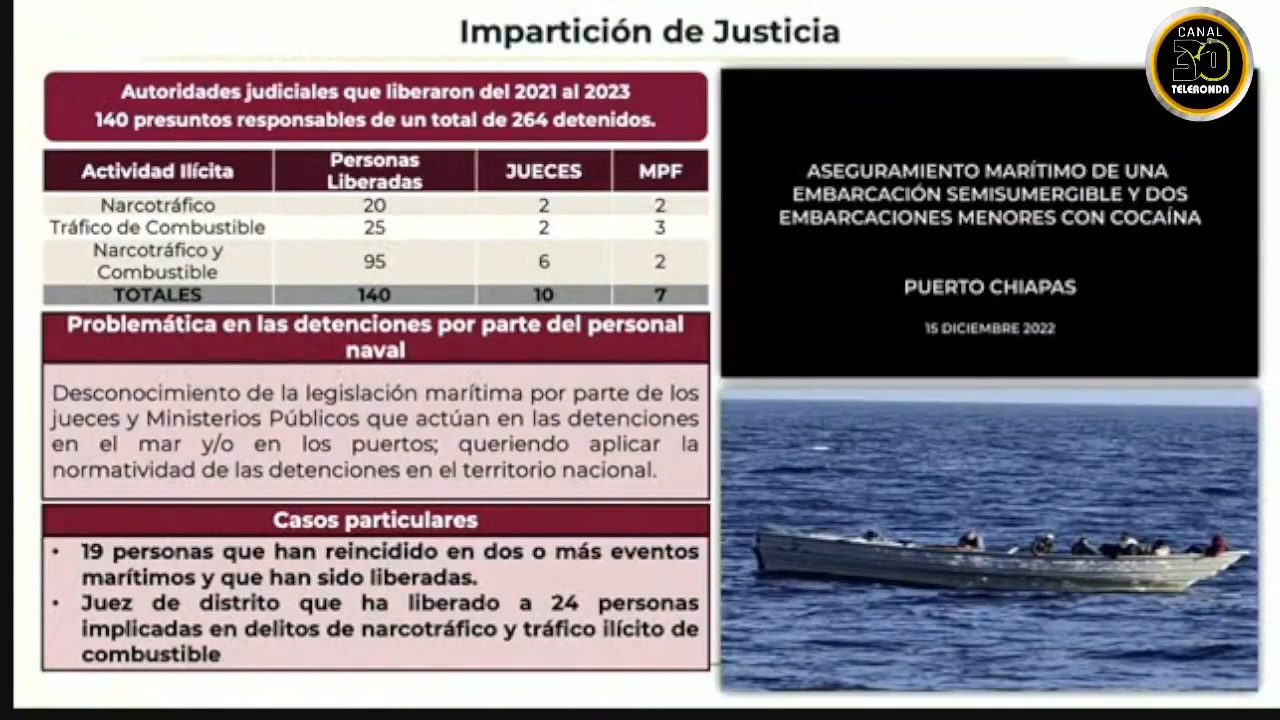 Impartición de Justicia
CANAL
30
TELERONDA
Autoridades judiciales que liberaron del 2021 al 2023
140 presuntos responsables de un total de 264 detenidos.
Actividad Ilícita Personas Liberadas JUECES MPF
Narcotráfico 20 2 2
Tráfico de Combustible 25 2 3
Narcotráfico y Combustible 95 6 2
TOTALES 140 10 7
Problemática en las detenciones por parte del personal
naval
Desconocimiento de la legislación marítima por parte de los
jueces y Ministerios Públicos que actúan en las detenciones
en el mar y/o en los puertos; queriendo aplicar la
normatividad de las detenciones en el territorio nacional.
Casos particulares
• 19 personas que han reincidido en dos o más eventos
marítimos y que han sido liberadas.
• Juez de distrito que ha liberado a 24 personas
implicadas en delitos de narcotráfico y tráfico ilícito de
combustible
ASEGURAMIENTO MARÍTIMO DE UNA
EMBARCACIÓN SEMISUMERGIBLE Y DOS
EMBARCACIONES MENORES CON COCAÍNA
PUERTO CHIAPAS
15 DICIEMBRE 2022